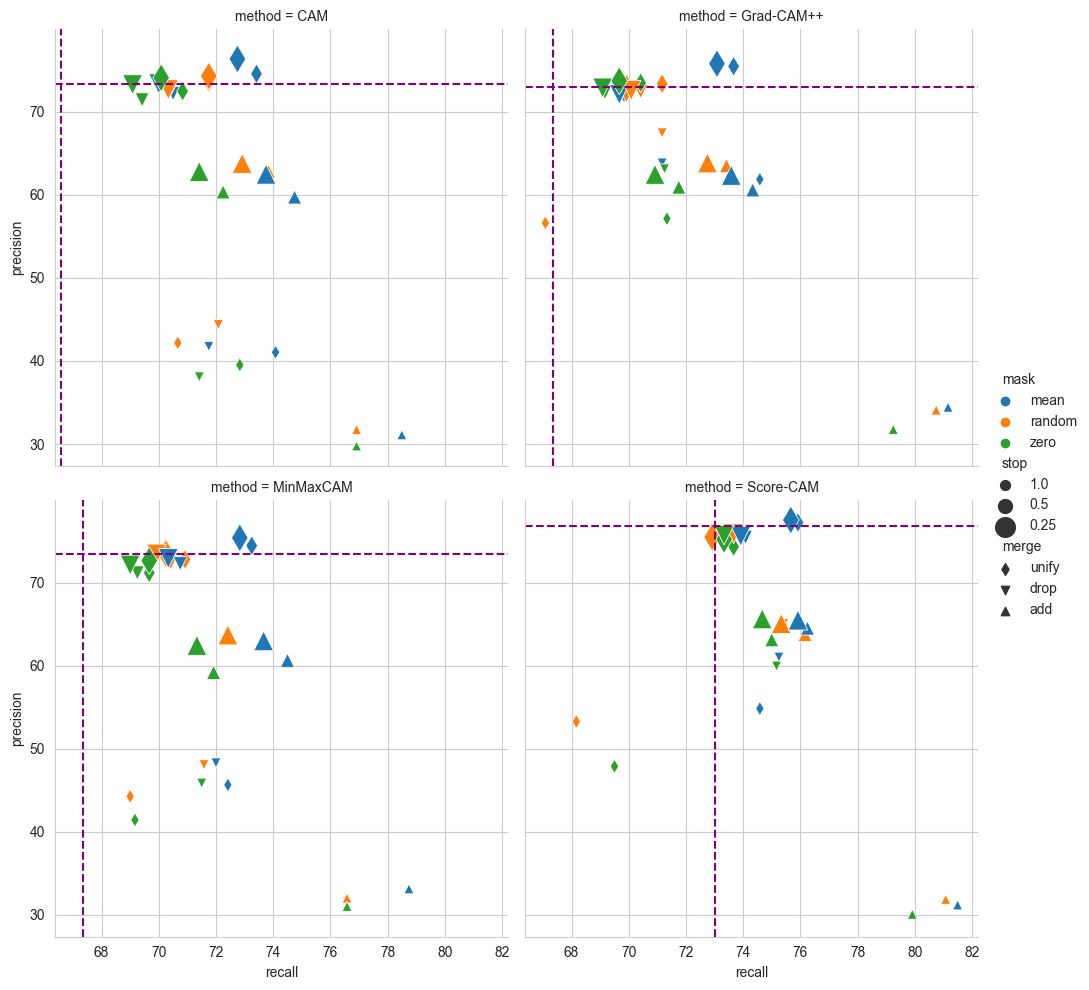 method = CAM
method = Grad-CAM++
70
60
50
40
30
precision
method = MinMaxCAM
method = Score-CAM
70
60
50
40
30
precision
68 70 72 74 76 78 80 82
recall
68 70 72 74 76 78 80 82
recall
mask
mean
random
zero
stop
1.0
0.5
0.25
merge
unify
drop
add